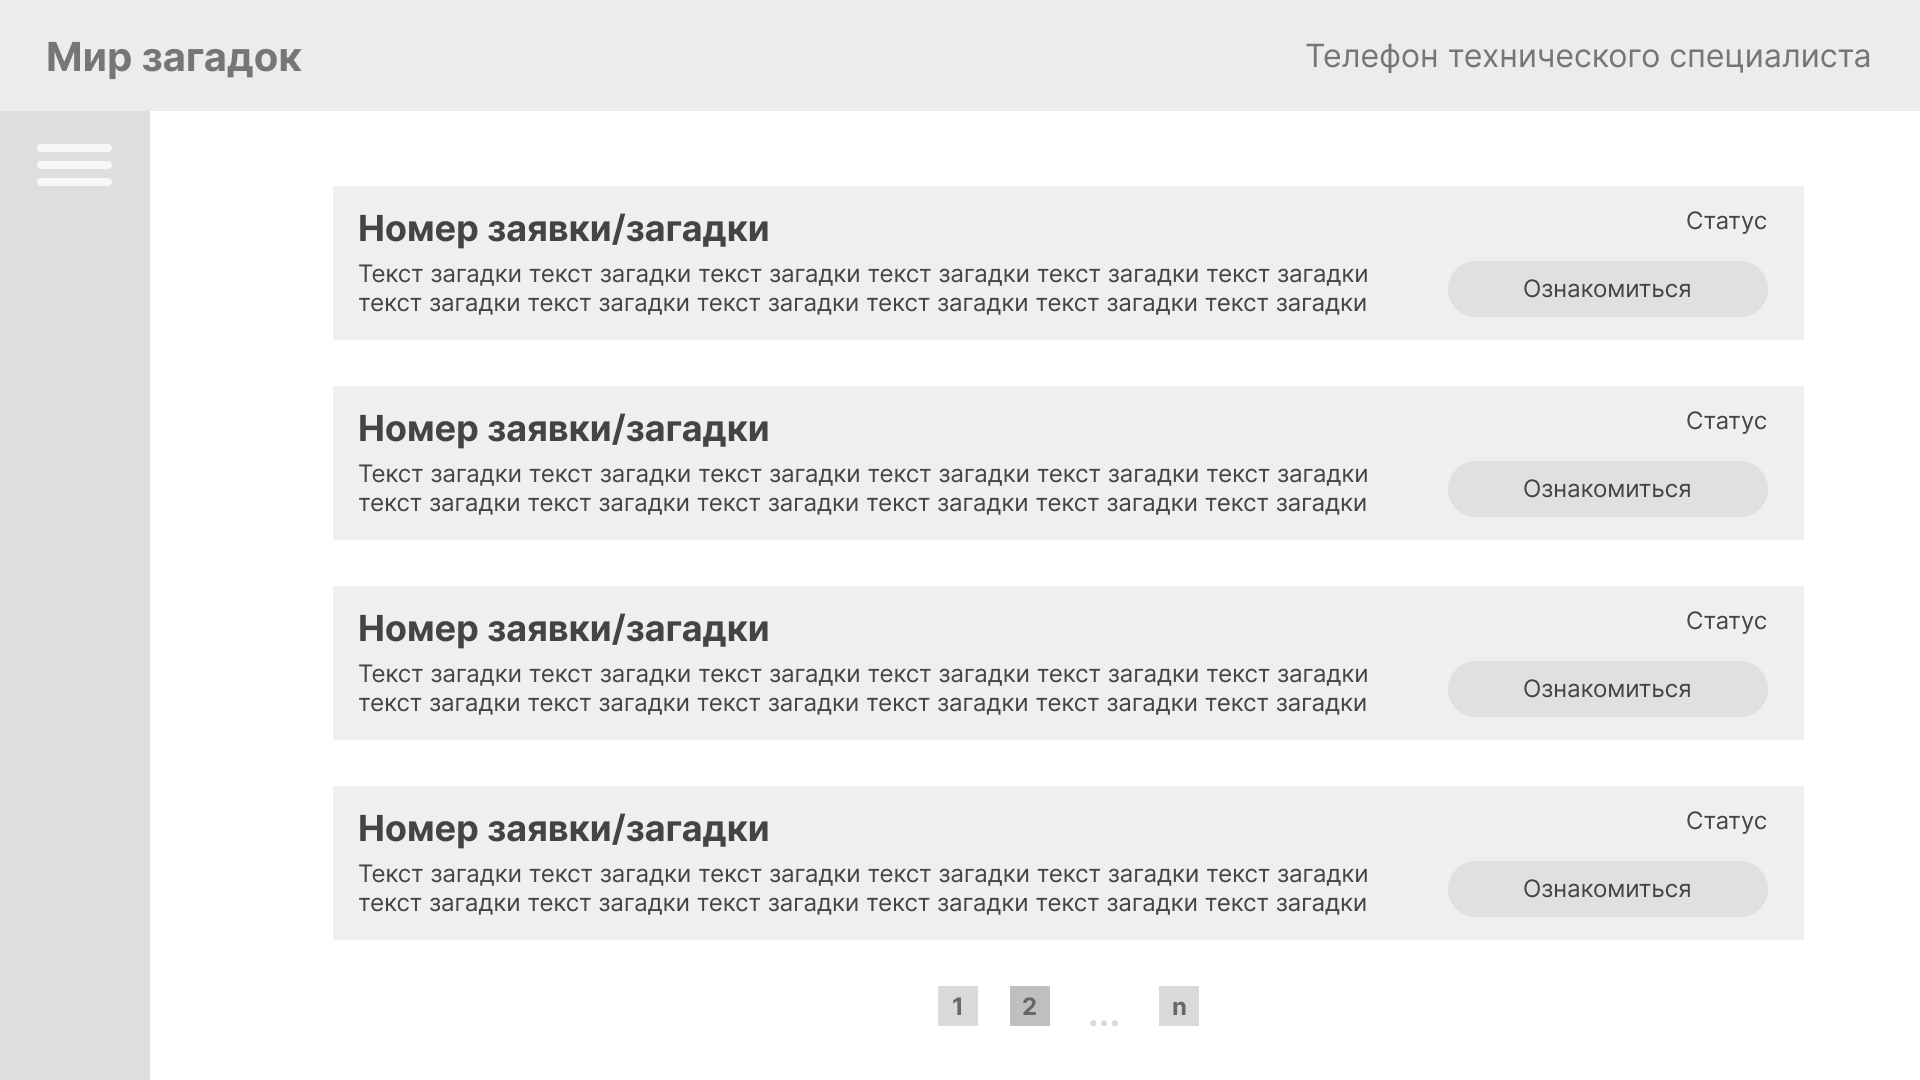 Мир загадок
Телефон технического специалиста
Номер заявки/загадки
Статус
Текст загадки текст загадки текст загадки текст загадки текст загадки текст загадки
текст загадки текст загадки текст загадки текст загадки текст загадки текст загадки
Ознакомиться
Номер заявки/загадки
Статус
Текст загадки текст загадки текст загадки текст загадки текст загадки текст загадки
текст загадки текст загадки текст загадки текст загадки текст загадки текст загадки
Ознакомиться
Номер заявки/загадки
Статус
Текст загадки текст загадки текст загадки текст загадки текст загадки текст загадки
текст загадки текст загадки текст загадки текст загадки текст загадки текст загадки
Ознакомиться
Номер заявки/загадки
Статус
Текст загадки текст загадки текст загадки текст загадки текст загадки текст загадки
текст загадки текст загадки текст загадки текст загадки текст загадки текст загадки
Ознакомиться
1 2 ... n